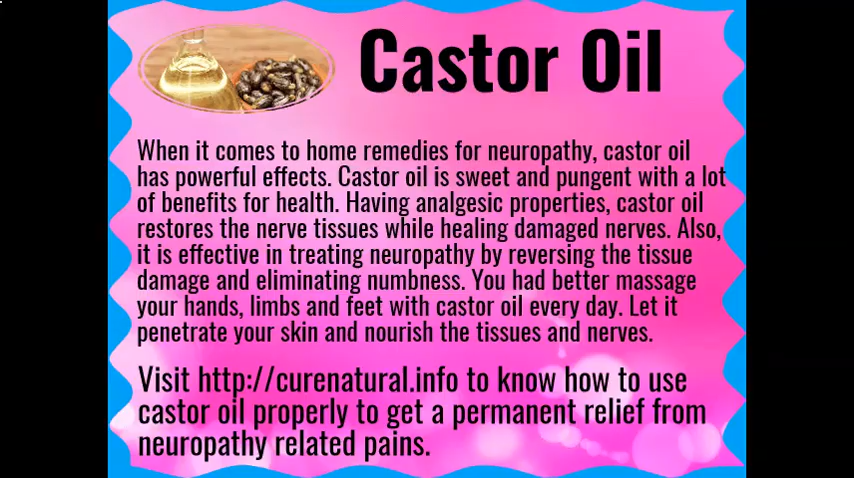 Castor Oil
When it comes to home remedies for neuropathy, castor oil
has powerful effects. Castor oil is sweet and pungent with a lot
of benefits for health. Having analgesic properties, castor oil
restores the nerve tissues while healing damaged nerves. Also,
it is effective in treating neuropathy by reversing the tissue
damage and eliminating numbness. You had better massage
your hands, limbs and feet with castor oil every day. Let it
penetrate your skin and nourish the tissues and nerves.
Visit http://curenatural.info to know how to use
castor oil properly to get a permanent relief from
neuropathy related pains.